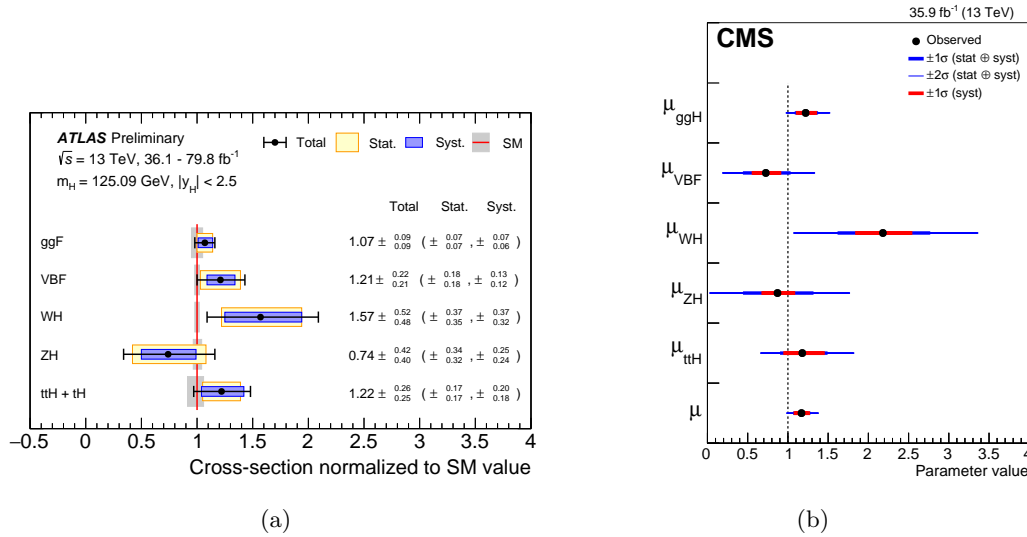 ATLAS Preliminary
√s = 13 TeV, 36.1 - 79.8 fb⁻¹
m_H = 125.09 GeV, |y_H| < 2.5
Total Stat. Syst. SM
Total Stat. Syst.
ggF 1.07 ± 0.09 0.09 ( ± 0.07 0.07 , ± 0.07 0.06 )
VBF 1.21 ± 0.22 0.21 ( ± 0.18 0.18 , ± 0.13 0.12 )
WH 1.57 ± 0.52 0.48 ( ± 0.37 0.35 , ± 0.37 0.32 )
ZH 0.74 ± 0.42 0.40 ( ± 0.34 0.32 , ± 0.25 0.24 )
ttH + tH 1.22 ± 0.26 0.25 ( ± 0.17 0.17 , ± 0.20 0.18 )
−0.5 0 0.5 1 1.5 2 2.5 3 3.5 4
Cross-section normalized to SM value
(a)
35.9 fb⁻¹ (13 TeV)
CMS
Observed
±1σ (stat ⊕ syst)
±2σ (stat ⊕ syst)
±1σ (syst)
μ_ggH
μ_VBF
μ_WH
μ_ZH
μ_ttH
μ
0 0.5 1 1.5 2 2.5 3 3.5 4
Parameter value
(b)